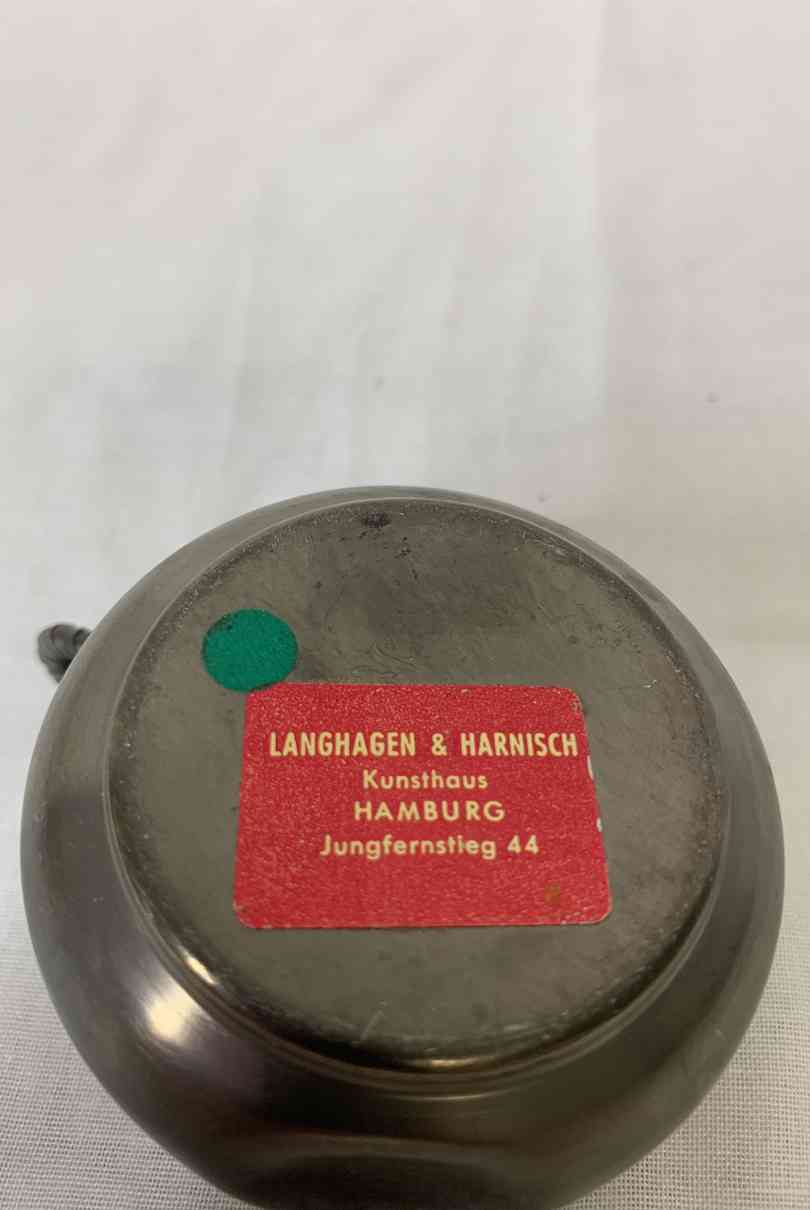 LANGHAGEN & HARNISCH
Kunsthaus
HAMBURG
Jungfernstieg 44